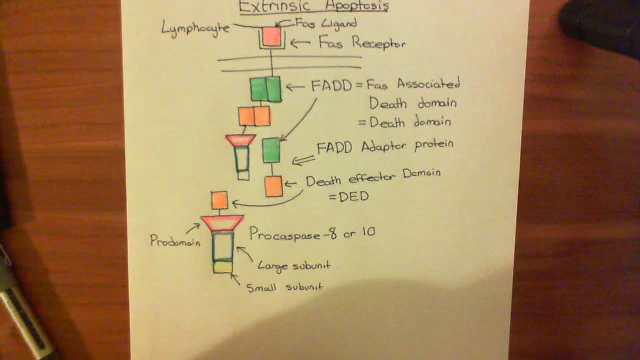 Extrinsic Apoptosis
Lymphocyte
Fas Ligand
Fas Receptor
FADD = Fas Associated
Death domain
= Death domain
FADD Adaptor protein
Death effector Domain
= DED
Prodomain
Procaspase-8 or 10
Large subunit
Small subunit